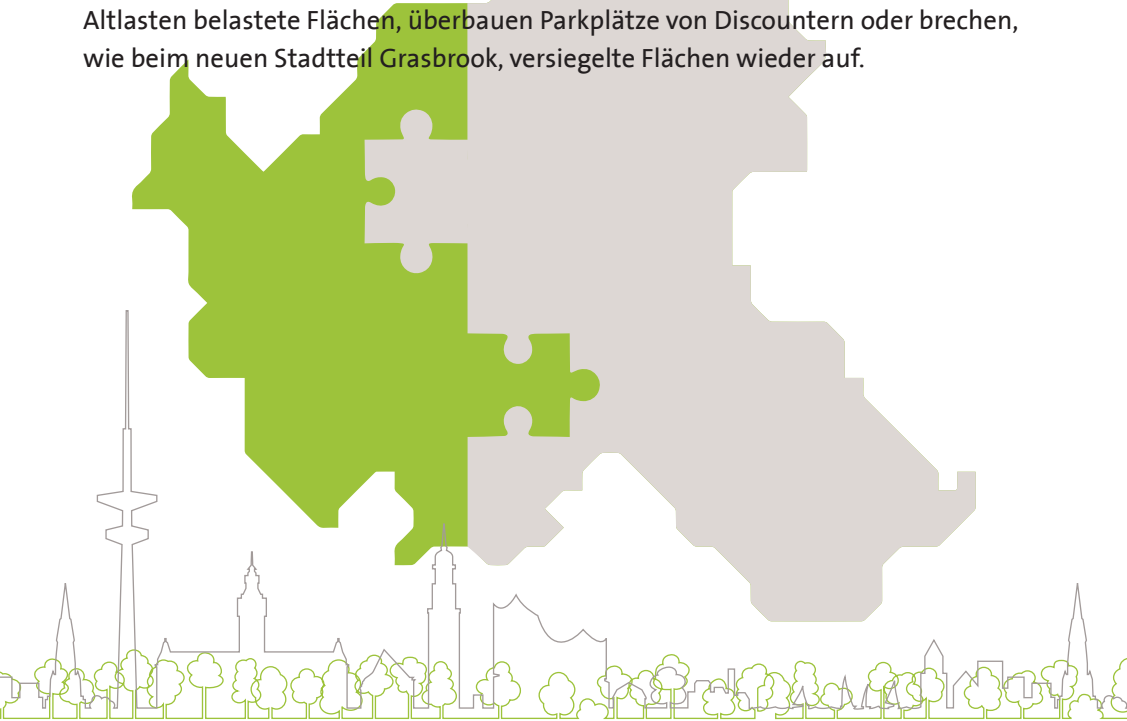 Altlasten belastete Flächen, überbauen Parkplätze von Discountern oder brechen,
wie beim neuen Stadtteil Grasbrook, versiegelte Flächen wieder auf.